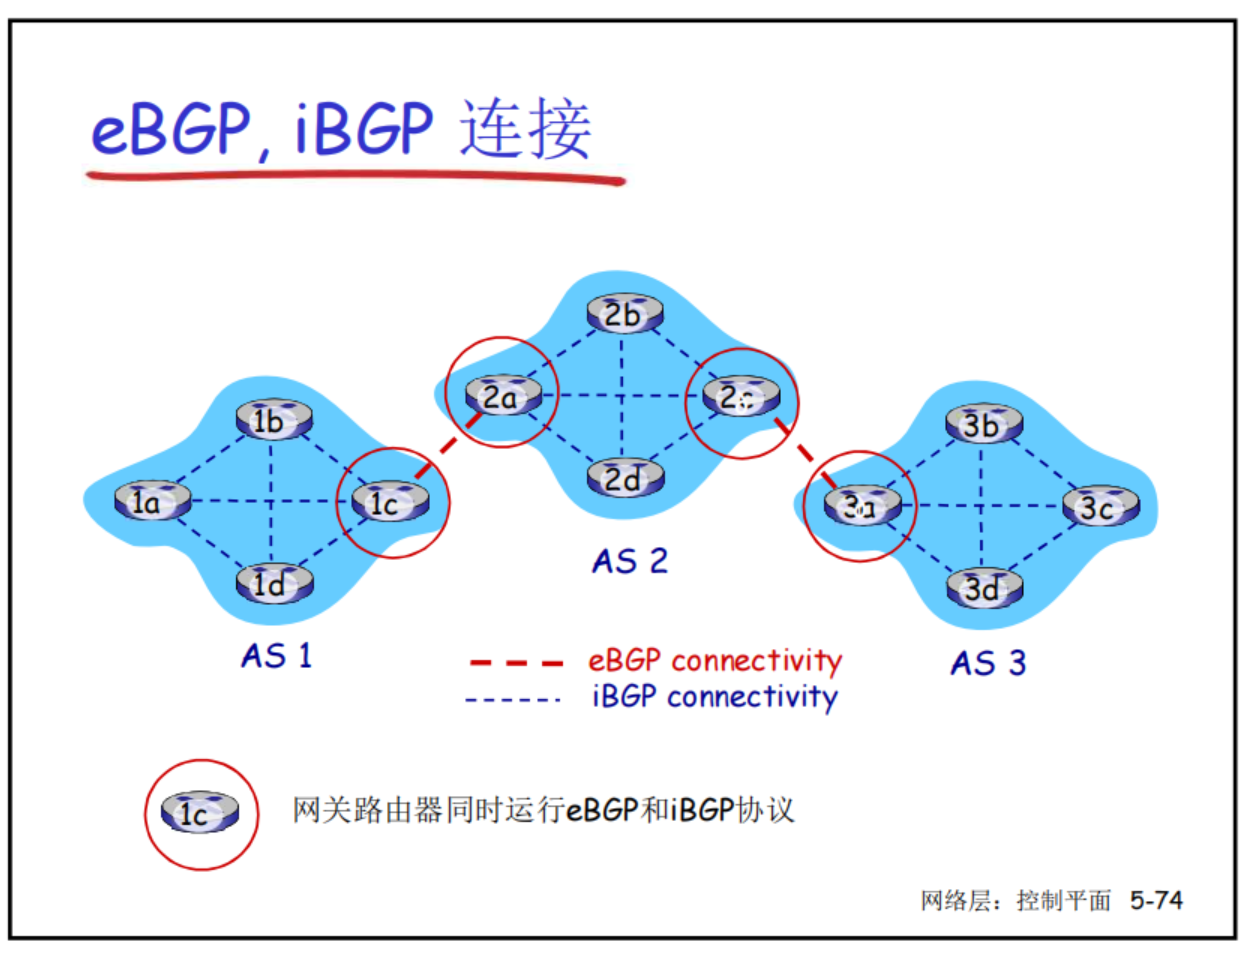 eBGP, iBGP 连接
2b
2a
2c
1b
3b
2d
1a
1c
3a
3c
AS 2
1d
3d
AS 1
eBGP connectivity
AS 3
iBGP connectivity
1c
网关路由器同时运行eBGP和iBGP协议
网络层：控制平面 5-74